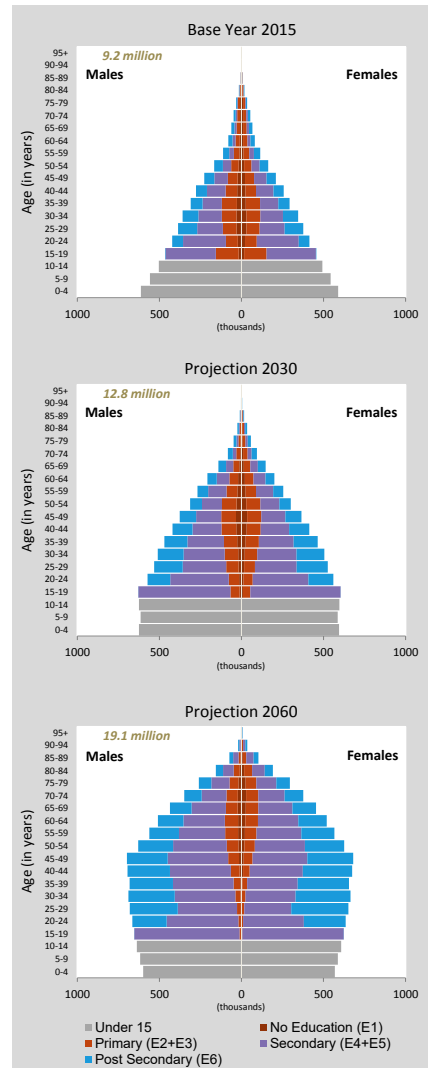 Base Year 2015
9.2 million
Males
Females
Age (in years)
95+
90-94
85-89
80-84
75-79
70-74
65-69
60-64
55-59
50-54
45-49
40-44
35-39
30-34
25-29
20-24
15-19
10-14
5-9
0-4
1000 500 0 500 1000
(thousands)
Projection 2030
12.8 million
Males
Females
Age (in years)
95+
90-94
85-89
80-84
75-79
70-74
65-69
60-64
55-59
50-54
45-49
40-44
35-39
30-34
25-29
20-24
15-19
10-14
5-9
0-4
1000 500 0 500 1000
(thousands)
Projection 2060
19.1 million
Males
Females
Age (in years)
95+
90-94
85-89
80-84
75-79
70-74
65-69
60-64
55-59
50-54
45-49
40-44
35-39
30-34
25-29
20-24
15-19
10-14
5-9
0-4
1000 500 0 500 1000
(thousands)
Under 15 No Education (E1)
Primary (E2+E3) Secondary (E4+E5)
Post Secondary (E6)